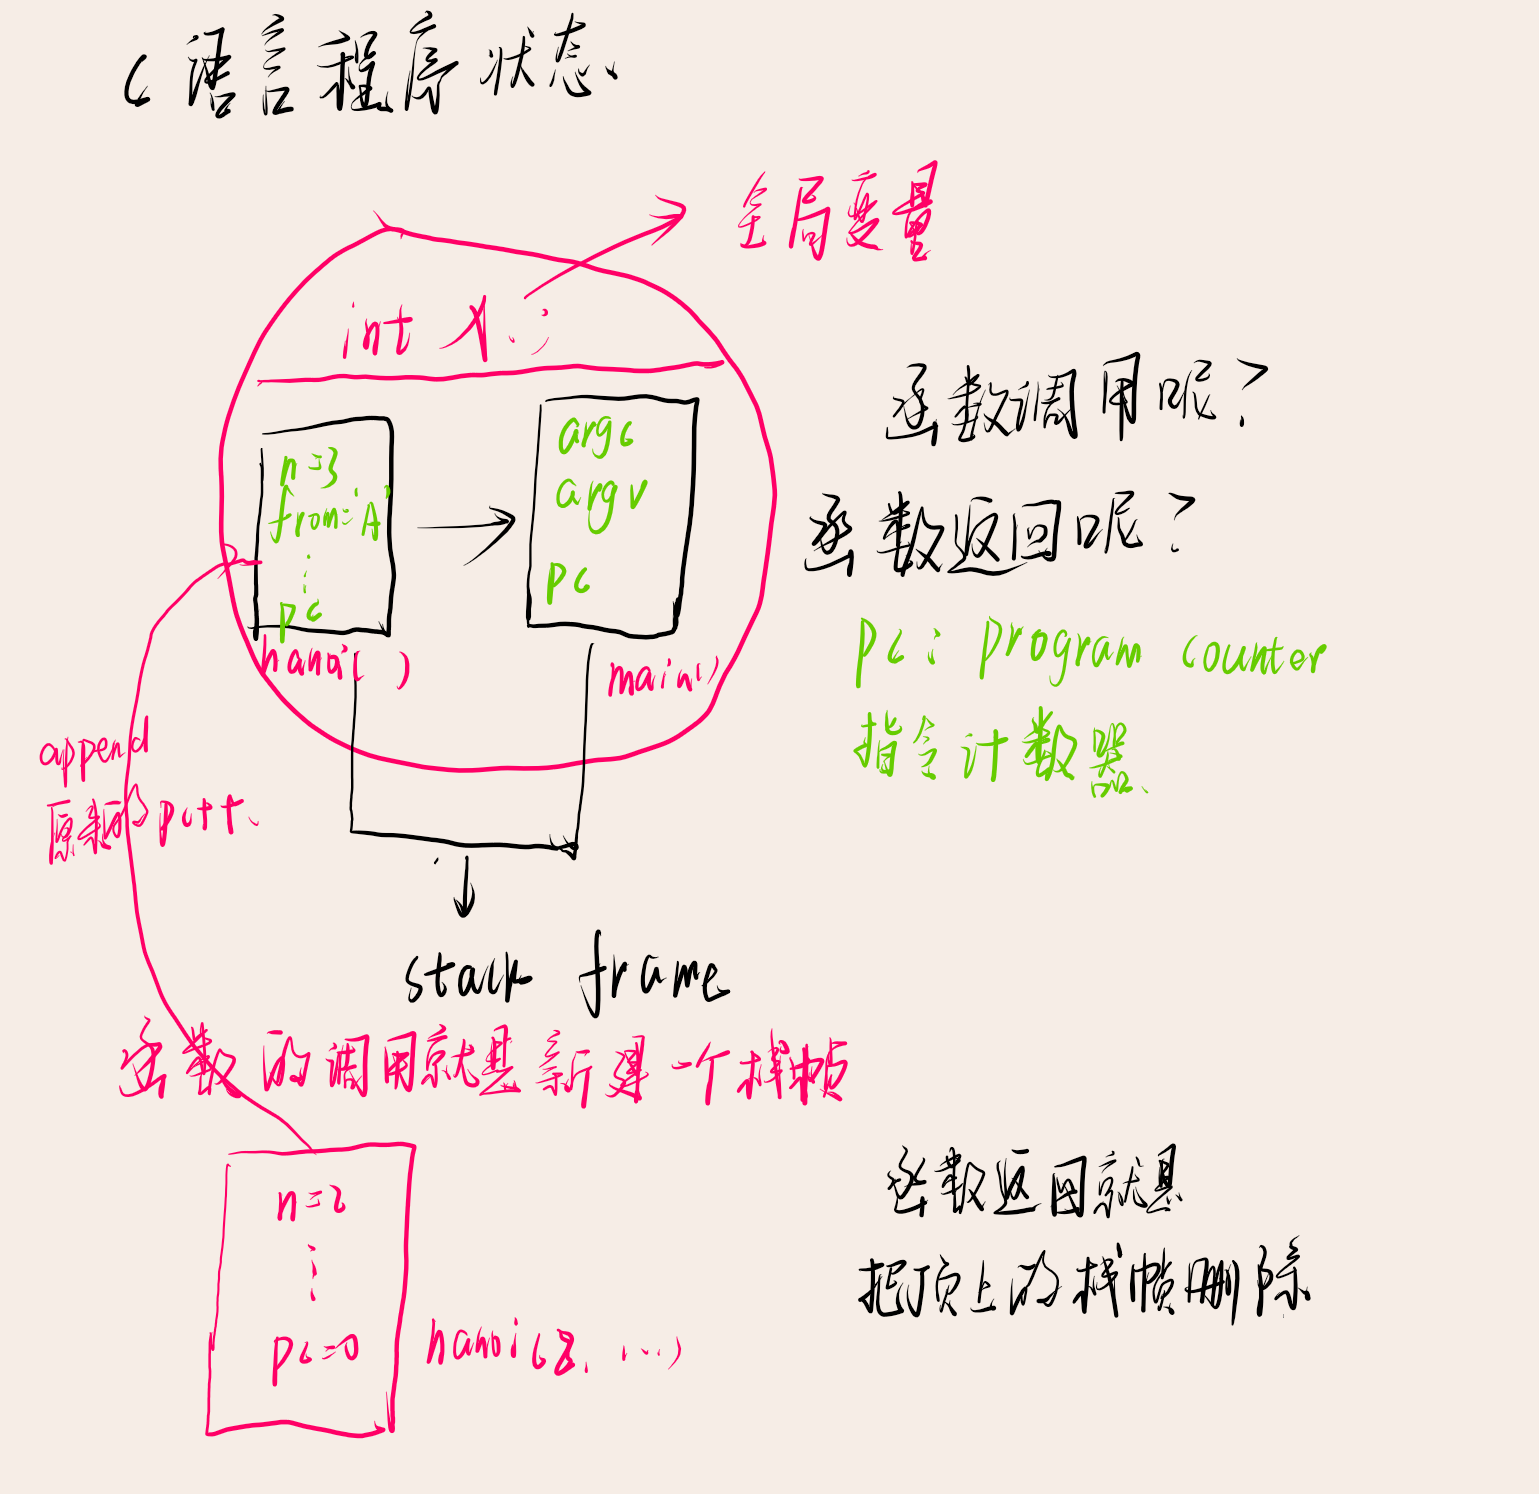 C语言程序状态、
全局变量
int x;
n=3
from='A'
⋮
pc
hanoi()
argc
argv
pc
main()
函数调用呢?
函数返回呢?
pc: program counter
指令计数器、
append
原来的pc++、
stack frame
函数的调用就是新建一个栈帧
n=2
⋮
pc=0
hanoi(2, ...)
函数返回就是
把顶上的栈帧删除